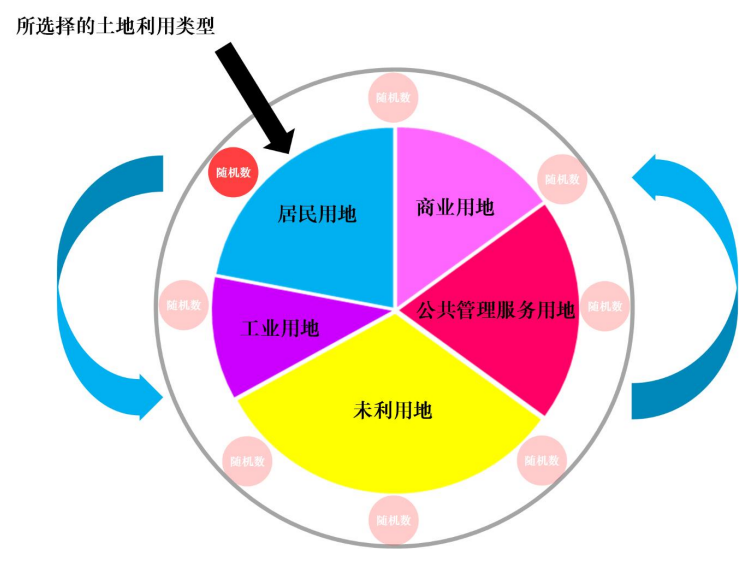 所选择的土地利用类型
随机数
随机数
随机数
居民用地
商业用地
随机数
随机数
工业用地
公共管理服务用地
未利用地
随机数
随机数
随机数